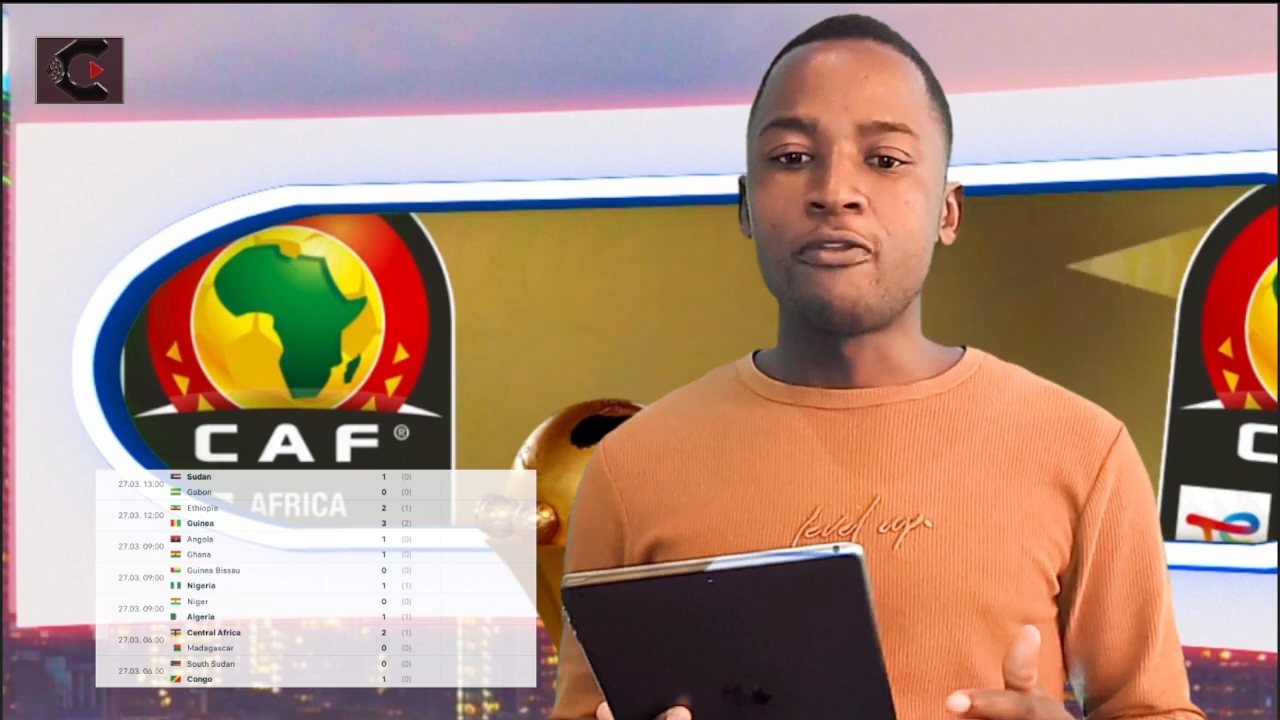 CAF®
AFRICA
C
level up.
27.03. 13:00 Sudan 1 (0)
Gabon 0 (0)
27.03. 12:00 Ethiopia 2 (1)
Guinea 3 (2)
27.03. 09:00 Angola 1 (0)
Ghana 1 (0)
27.03. 09:00 Guinea Bissau 0 (0)
Nigeria 1 (1)
27.03. 09:00 Niger 0 (0)
Algeria 1 (1)
27.03. 06:00 Central Africa 2 (1)
Madagascar 0 (0)
27.03. 06:00 South Sudan 0 (0)
Congo 1 (0)